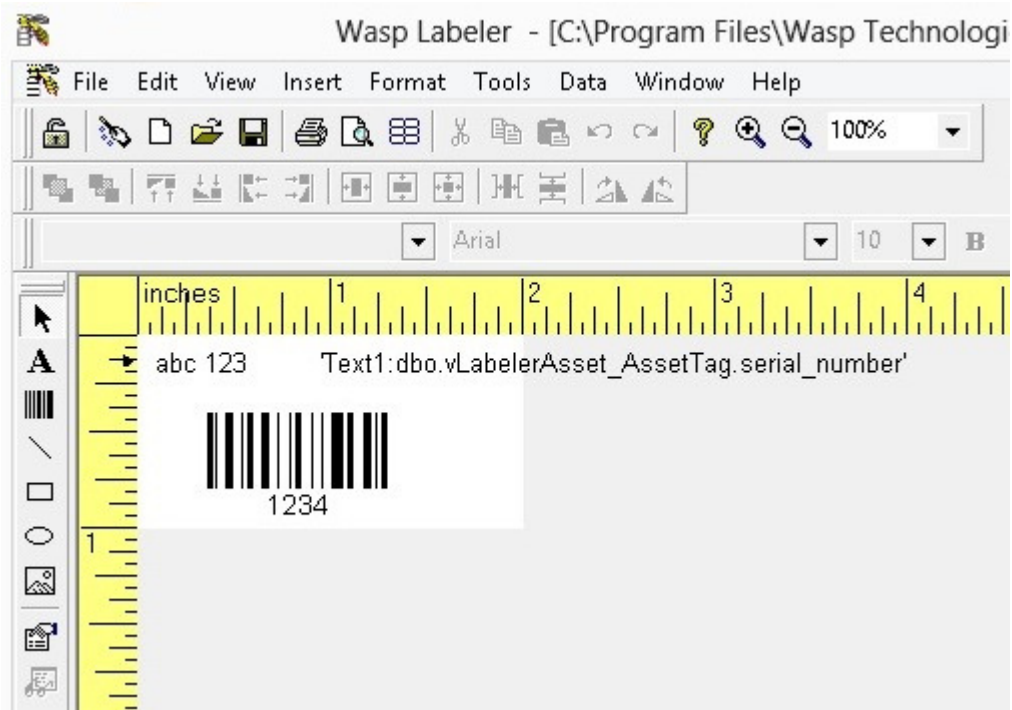 Wasp Labeler - [C:\Program Files\Wasp Technologi
File Edit View Insert Format Tools Data Window Help
100%
Arial 10 B
inches 1 2 3 4
A abc 123 'Text1:dbo.vLabelerAsset_AssetTag.serial_number'
1234
1